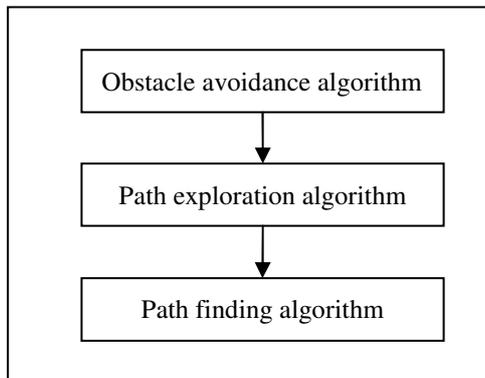 Obstacle avoidance algorithm
Path exploration algorithm
Path finding algorithm